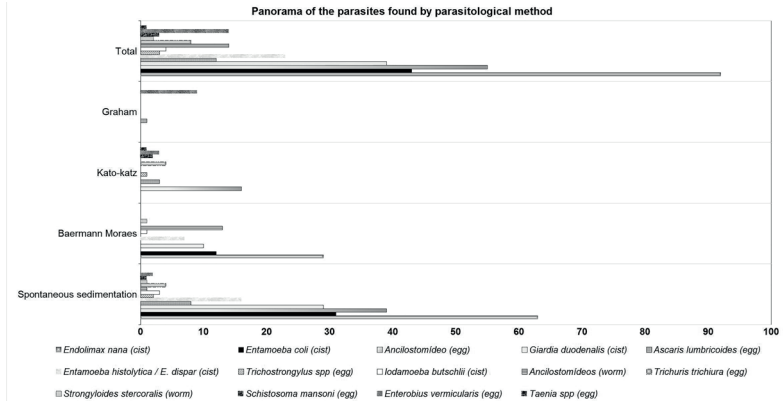 Panorama of the parasites found by parasitological method
Total
Graham
Kato-katz
Baermann Moraes
Spontaneous sedimentation
0 10 20 30 40 50 60 70 80 90 100
Endolimax nana (cist) Entamoeba coli (cist) Ancilostomídeo (egg) Giardia duodenalis (cist) Ascaris lumbricoides (egg)
Entamoeba histolytica / E. dispar (cist) Trichostrongylus spp (egg) Iodamoeba butschlii (cist) Ancilostomídeos (worm) Trichuris trichiura (egg)
Strongyloides stercoralis (worm) Schistosoma mansoni (egg) Enterobius vermicularis (egg) Taenia spp (egg)